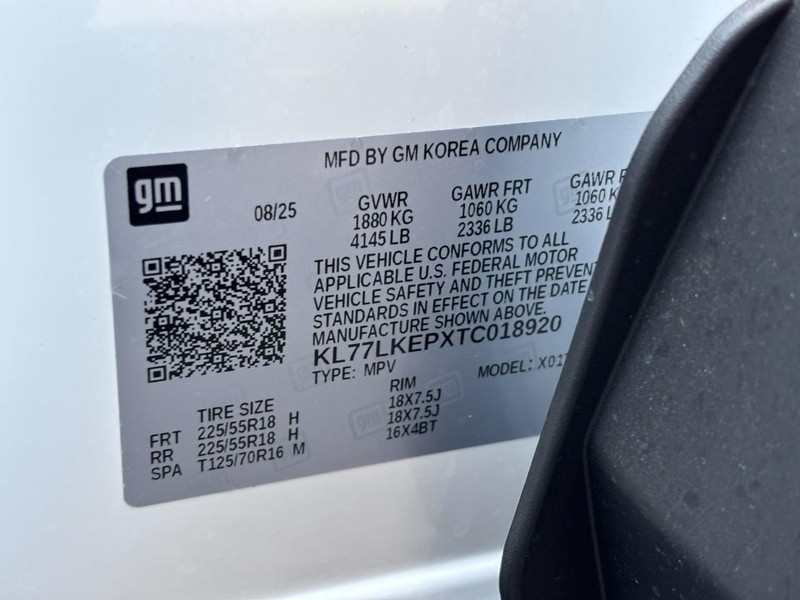 MFD BY GM KOREA COMPANY
gm
08/25
GVWR
1880 KG
4145 LB
GAWR FRT
1060 KG
2336 LB
GAWR
1060
2336
THIS VEHICLE CONFORMS TO ALL
APPLICABLE U.S. FEDERAL MOTOR
VEHICLE SAFETY AND THEFT PREVENT
STANDARDS IN EFFECT ON THE DATE
MANUFACTURE SHOWN ABOVE.
KL77LKEPXTC018920
TYPE: MPV
MODEL:
TIRE SIZE RIM
FRT 225/55R18 H 18X7.5J
RR 225/55R18 H 18X7.5J
SPA T125/70R16 M 16X4BT